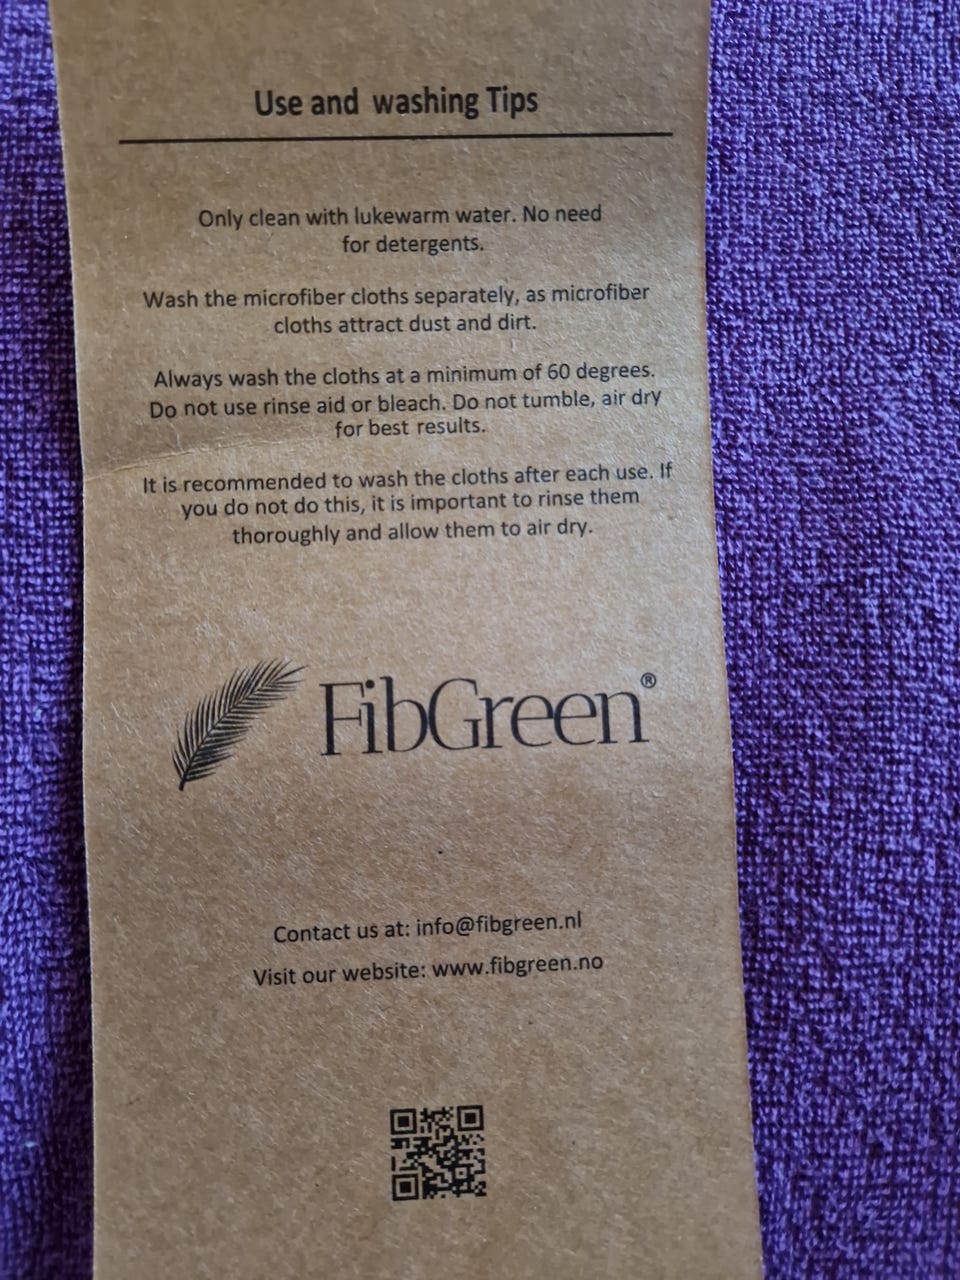 Use and washing Tips
Only clean with lukewarm water. No need
for detergents.
Wash the microfiber cloths separately, as microfiber
cloths attract dust and dirt.
Always wash the cloths at a minimum of 60 degrees.
Do not use rinse aid or bleach. Do not tumble, air dry
for best results.
It is recommended to wash the cloths after each use. If
you do not do this, it is important to rinse them
thoroughly and allow them to air dry.
FibGreen®
Contact us at: info@fibgreen.nl
Visit our website: www.fibgreen.no